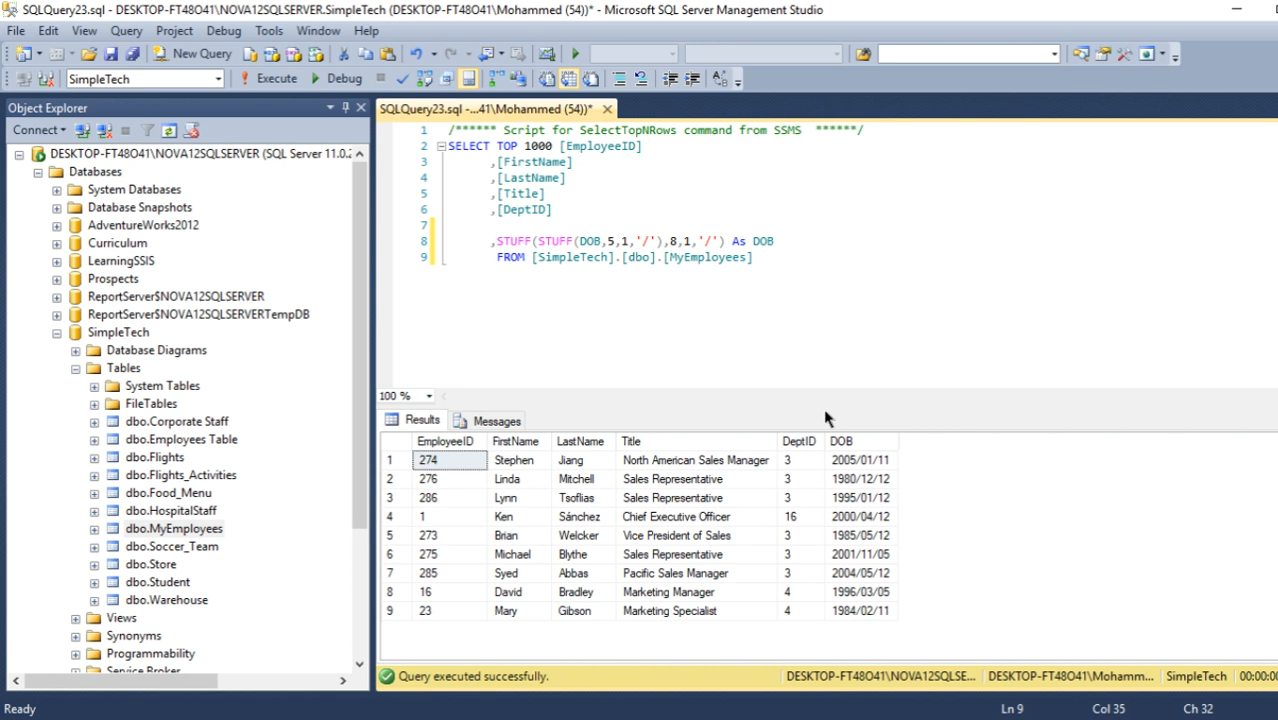 SQLQuery23.sql - DESKTOP-FT48O41\NOVA12SQLSERVER.SimpleTech (DESKTOP-FT48O41\Mohammed (54))* - Microsoft SQL Server Management Studio
File Edit View Query Project Debug Tools Window Help
New Query
SimpleTech Execute Debug
Object Explorer
Connect
DESKTOP-FT48O41\NOVA12SQLSERVER (SQL Server 11.0.2
Databases
System Databases
Database Snapshots
AdventureWorks2012
Curriculum
LearningSSIS
Prospects
ReportServer$NOVA12SQLSERVER
ReportServer$NOVA12SQLSERVERTempDB
SimpleTech
Database Diagrams
Tables
System Tables
FileTables
dbo.Corporate Staff
dbo.Employees Table
dbo.Flights
dbo.Flights_Activities
dbo.Food_Menu
dbo.HospitalStaff
dbo.MyEmployees
dbo.Soccer_Team
dbo.Store
dbo.Student
dbo.Warehouse
Views
Synonyms
Programmability
Service Broker
SQLQuery23.sql -...41\Mohammed (54))*
1 /****** Script for SelectTopNRows command from SSMS ******/
2 SELECT TOP 1000 [EmployeeID]
3 ,[FirstName]
4 ,[LastName]
5 ,[Title]
6 ,[DeptID]
7
8 ,STUFF(STUFF(DOB,5,1,'/'),8,1,'/') As DOB
9 FROM [SimpleTech].[dbo].[MyEmployees]
100 %
Results Messages
EmployeeID FirstName LastName Title DeptID DOB
1 274 Stephen Jiang North American Sales Manager 3 2005/01/11
2 276 Linda Mitchell Sales Representative 3 1980/12/12
3 286 Lynn Tsoflias Sales Representative 3 1995/01/12
4 1 Ken Sánchez Chief Executive Officer 16 2000/04/12
5 273 Brian Welcker Vice President of Sales 3 1985/05/12
6 275 Michael Blythe Sales Representative 3 2001/11/05
7 285 Syed Abbas Pacific Sales Manager 3 2004/05/12
8 16 David Bradley Marketing Manager 4 1996/03/05
9 23 Mary Gibson Marketing Specialist 4 1984/02/11
Query executed successfully. DESKTOP-FT48O41\NOVA12SQLSE... DESKTOP-FT48O41\Mohamm... SimpleTech 00:00:0
Ready Ln 9 Col 35 Ch 32